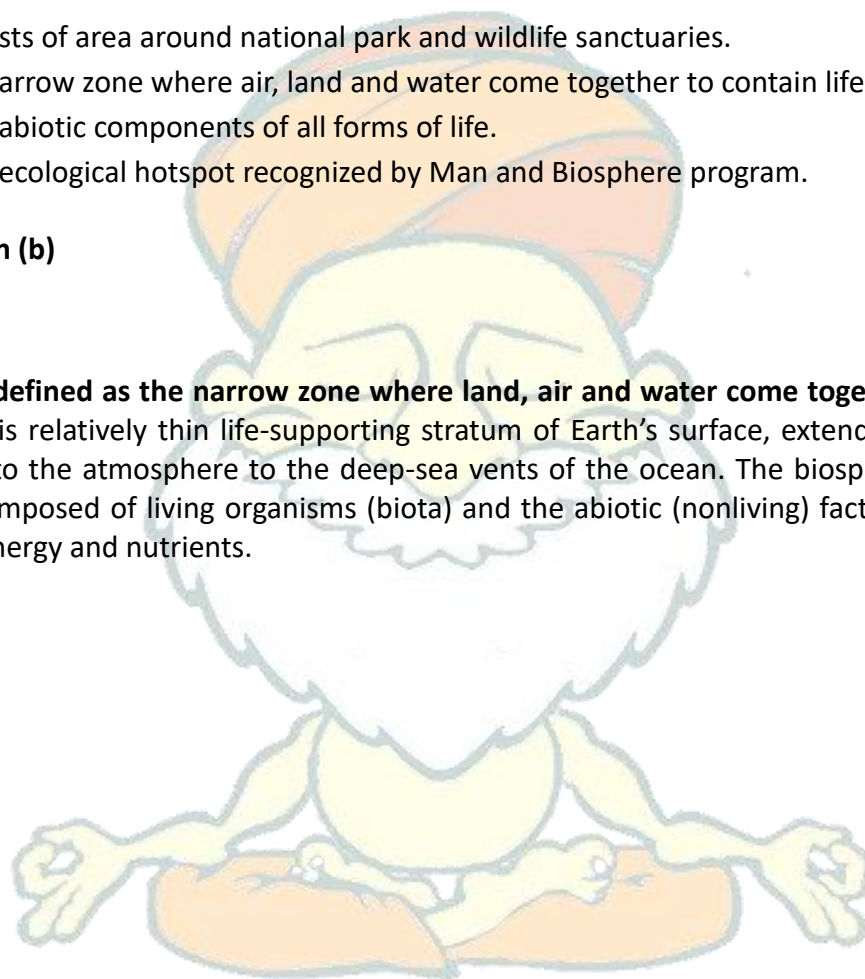 sts of area around national park and wildlife sanctuaries.
arrow zone where air, land and water come together to contain life
abiotic components of all forms of life.
ecological hotspot recognized by Man and Biosphere program.
n (b)
defined as the narrow zone where land, air and water come toge
is relatively thin life-supporting stratum of Earth’s surface, extend
to the atmosphere to the deep-sea vents of the ocean. The biosp
mposed of living organisms (biota) and the abiotic (nonliving) fact
nergy and nutrients.